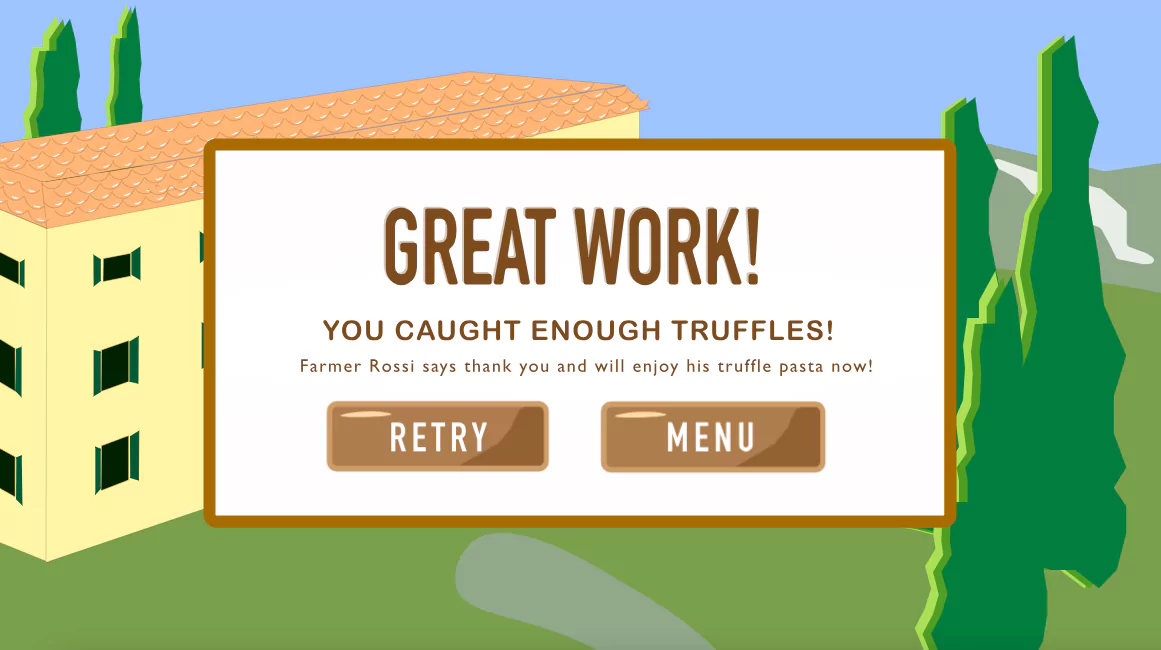 GREAT WORK!
YOU CAUGHT ENOUGH TRUFFLES!
Farmer Rossi says thank you and will enjoy his truffle pasta now!
RETRY
MENU